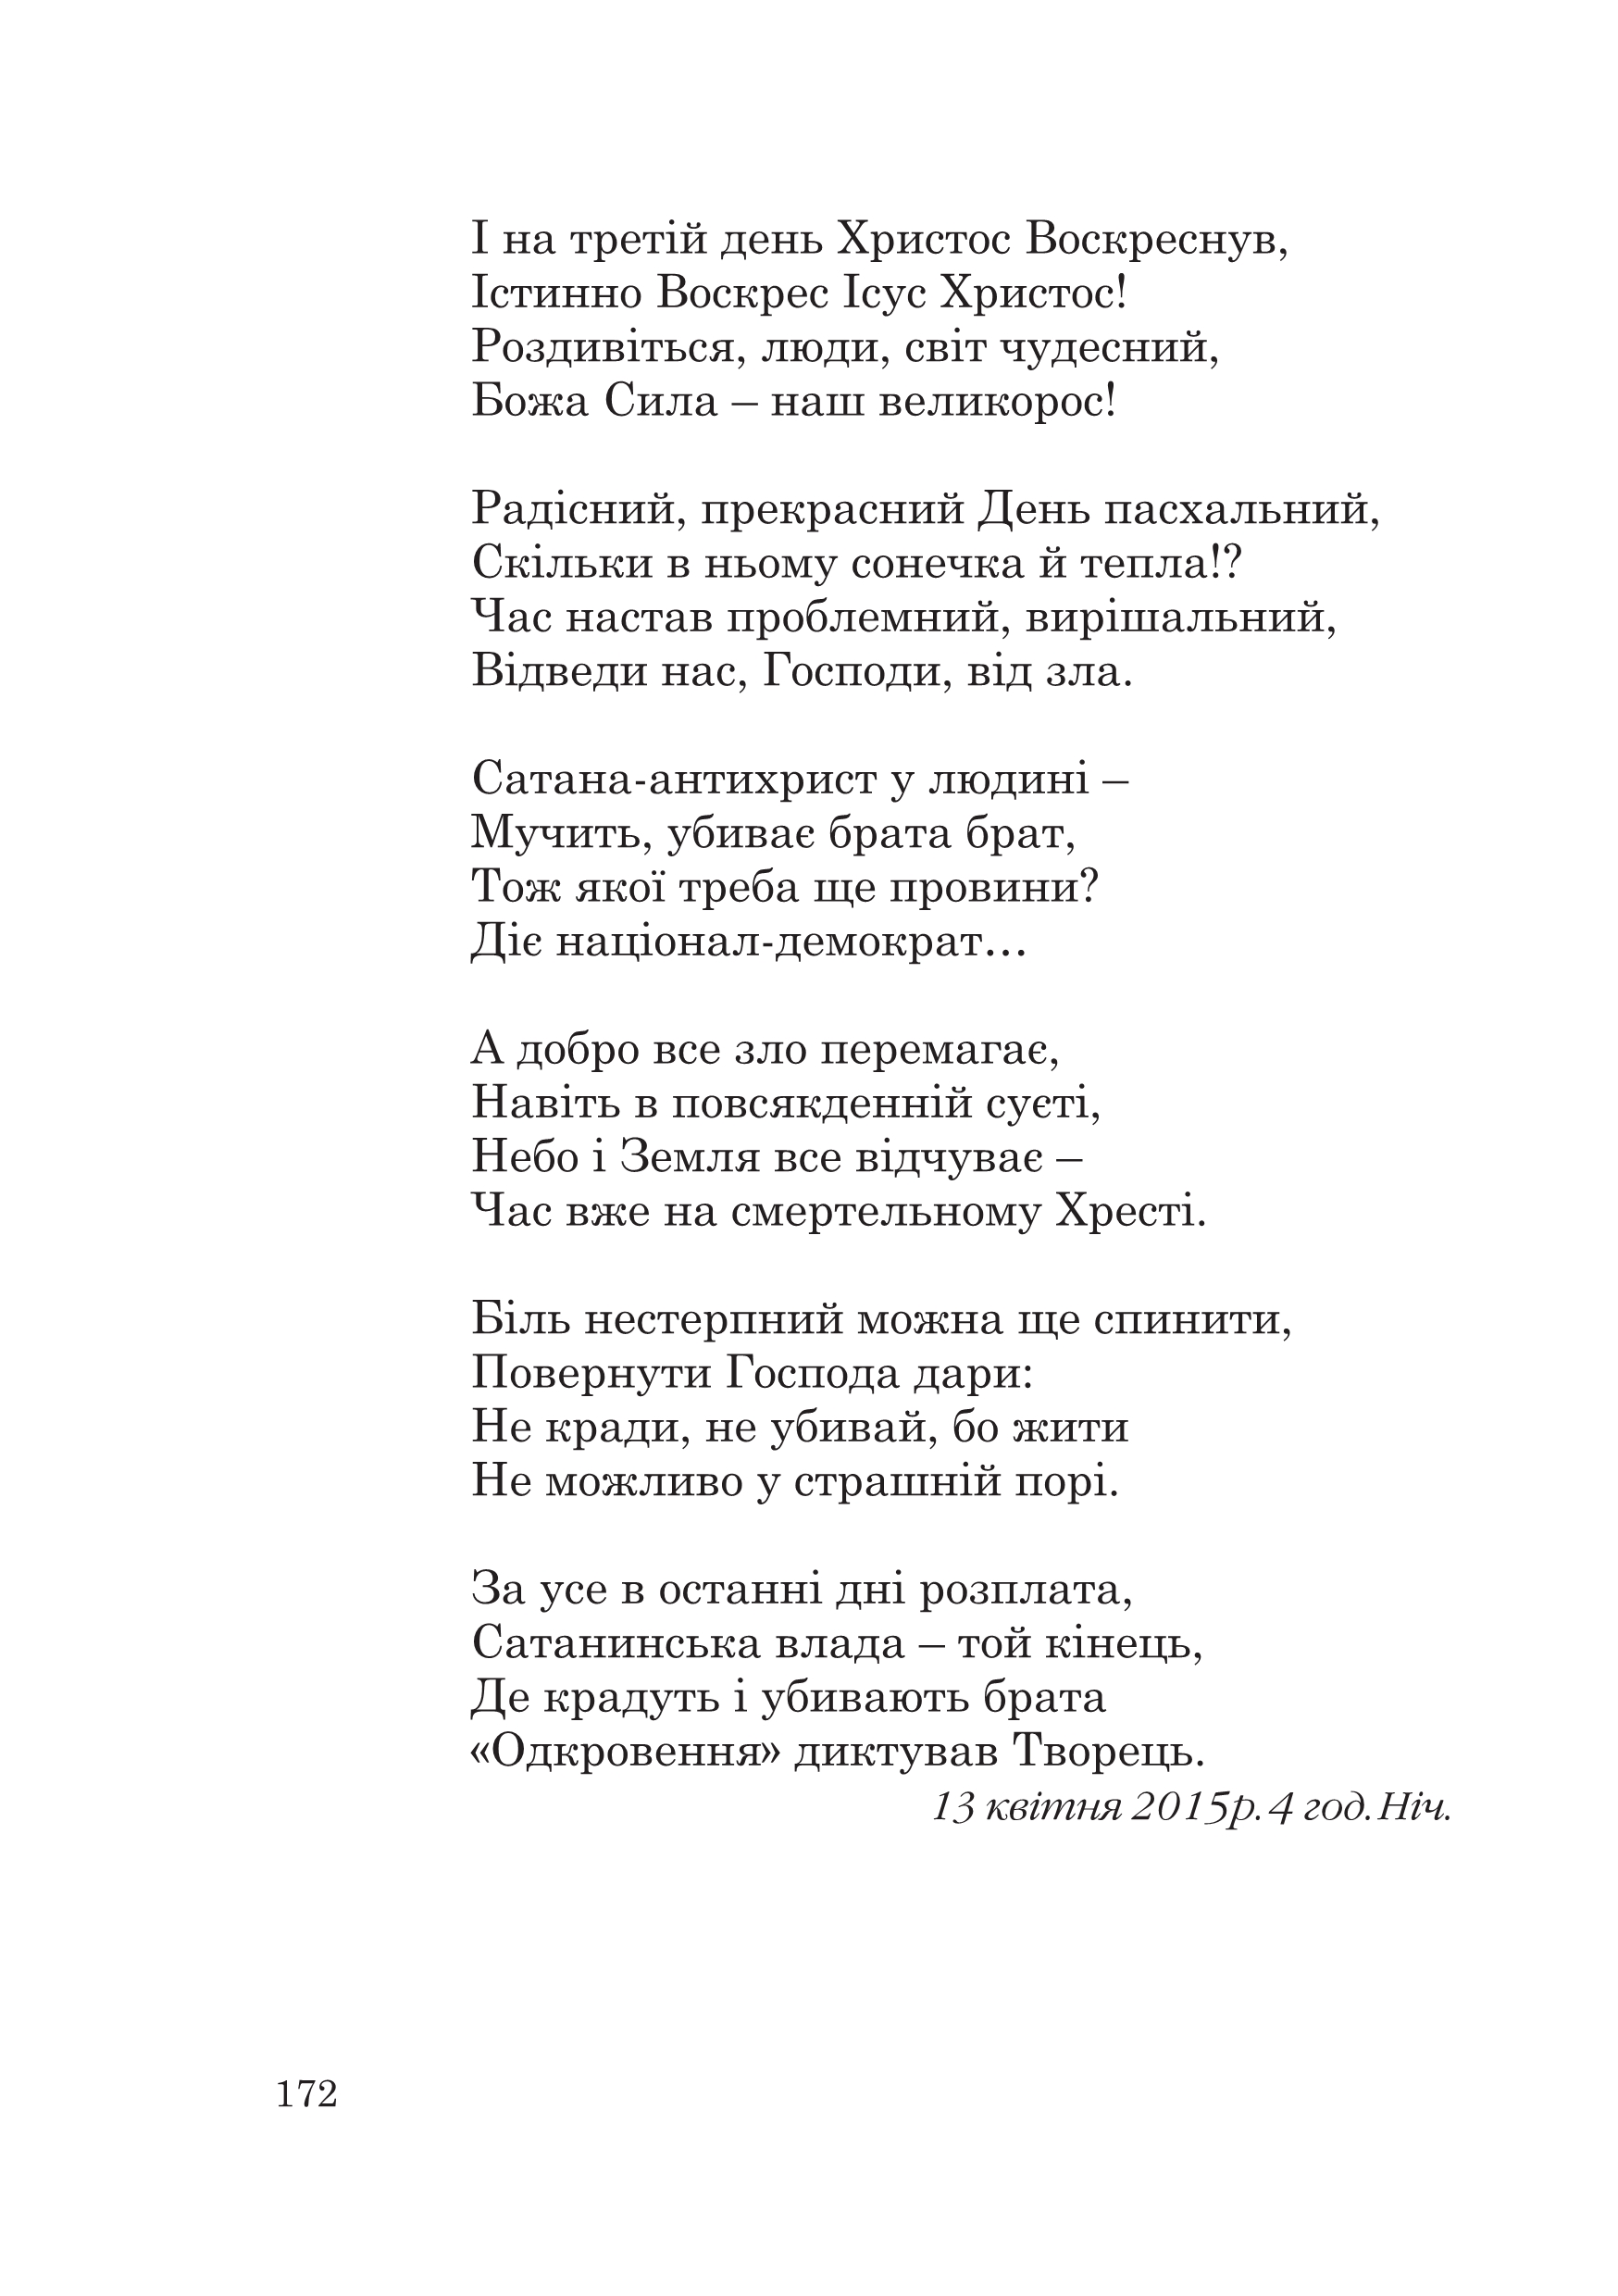 І на третій день Христос Воскреснув,
Істинно Воскрес Ісус Христос!
Роздивіться, люди, світ чудесний,
Божа Сила – наш великорос!

Радісний, прекрасний День пасхальний,
Скільки в ньому сонечка й тепла!?
Час настав проблемний, вирішальний,
Відведи нас, Господи, від зла.

Сатана-антихрист у людині –
Мучить, убиває брата брат,
Тож якої треба ще провини?
Діє націонал-демократ...

А добро все зло перемагає,
Навіть в повсякденній суєті,
Небо і Земля все відчуває –
Час вже на смертельному Хресті.

Біль нестерпний можна ще спинити,
Повернути Господа дари:
Не кради, не убивай, бо жити
Не можливо у страшній порі.

За усе в останні дні розплата,
Сатанинська влада – той кінець,
Де крадуть і убивають брата
«Одкровення» диктував Творець.
13 квітня 2015р. 4 год. Ніч.

172